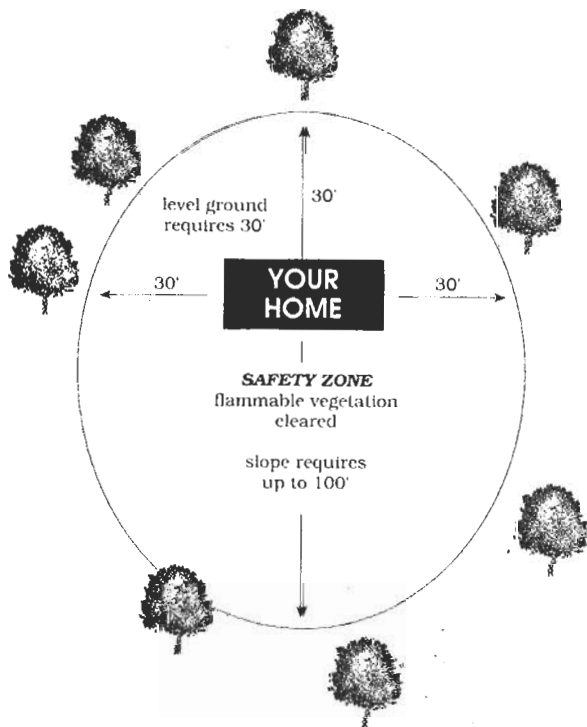 30'
level ground
requires 30'
30'
YOUR
HOME
30'
SAFETY ZONE
flammable vegetation
cleared
slope requires
up to 100'